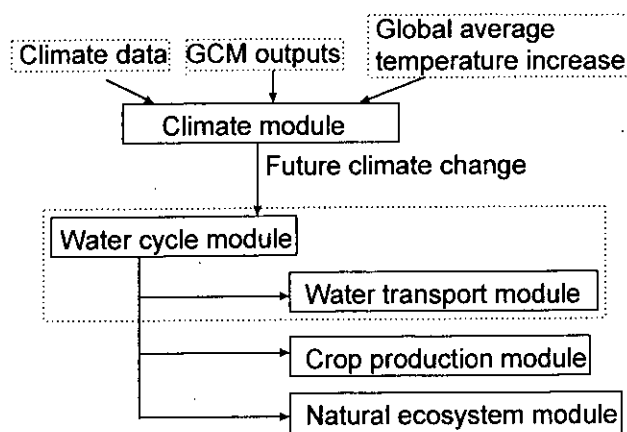 Climate data
GCM outputs
Global average
temperature increase
Climate module
Future climate change
Water cycle module
Water transport module
Crop production module
Natural ecosystem module